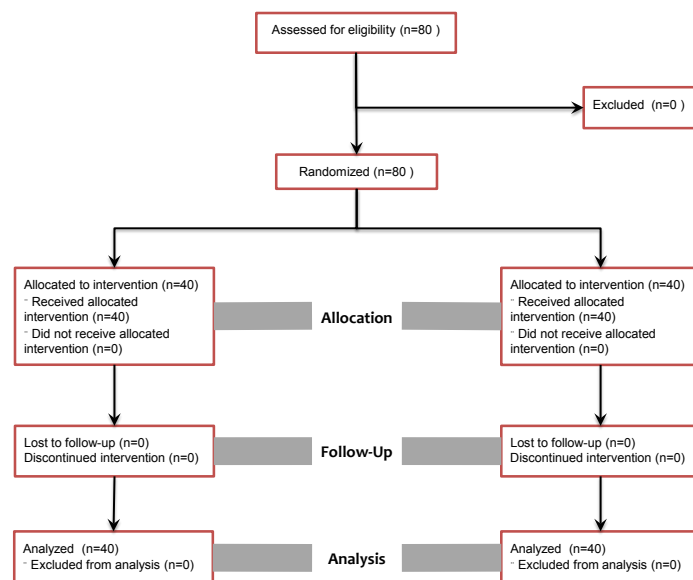 Assessed for eligibility (n=80 )
Excluded  (n=0 )
Randomized (n=80 )
Allocated to intervention (n=40)
¨ Received allocated
intervention (n=40)
¨ Did not receive allocated
intervention (n=0)
Allocation
Allocated to intervention (n=40)
¨ Received allocated
intervention (n=40)
¨ Did not receive allocated
intervention (n=0)
Lost to follow-up (n=0)
Discontinued intervention (n=0)
Follow-Up
Lost to follow-up (n=0)
Discontinued intervention (n=0)
Analyzed  (n=40)
¨ Excluded from analysis (n=0)
Analysis
Analyzed  (n=40)
¨ Excluded from analysis (n=0)